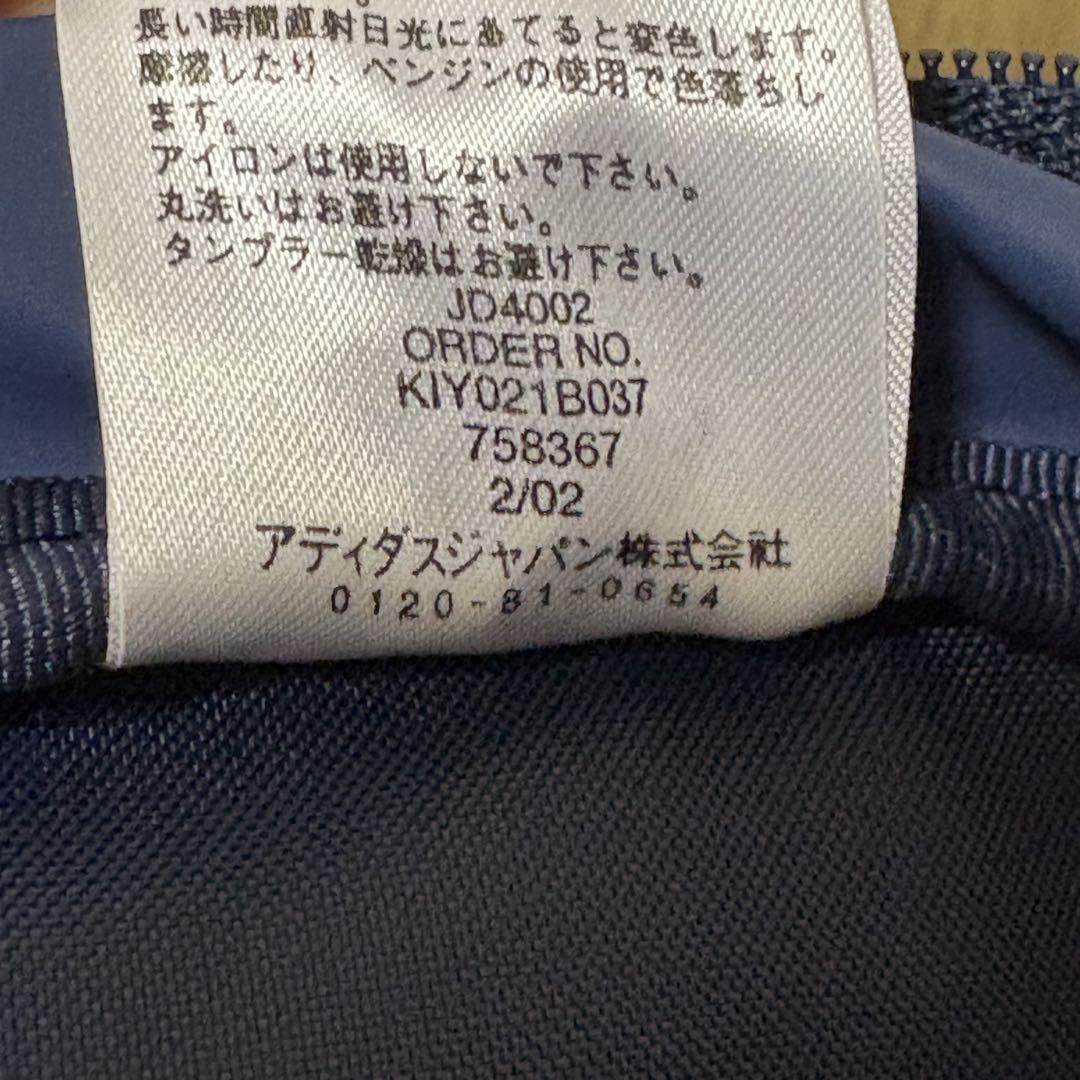 長い時間直射日光にあてると変色します。
摩擦したり、ベンジンの使用で色落ちし
ます。
アイロンは使用しないで下さい。
丸洗いはお避け下さい。
タンブラー乾燥はお避け下さい。
JD4002
ORDER NO.
KIY021B037
758367
2/02
アディダスジャパン株式会社
0120-81-0654